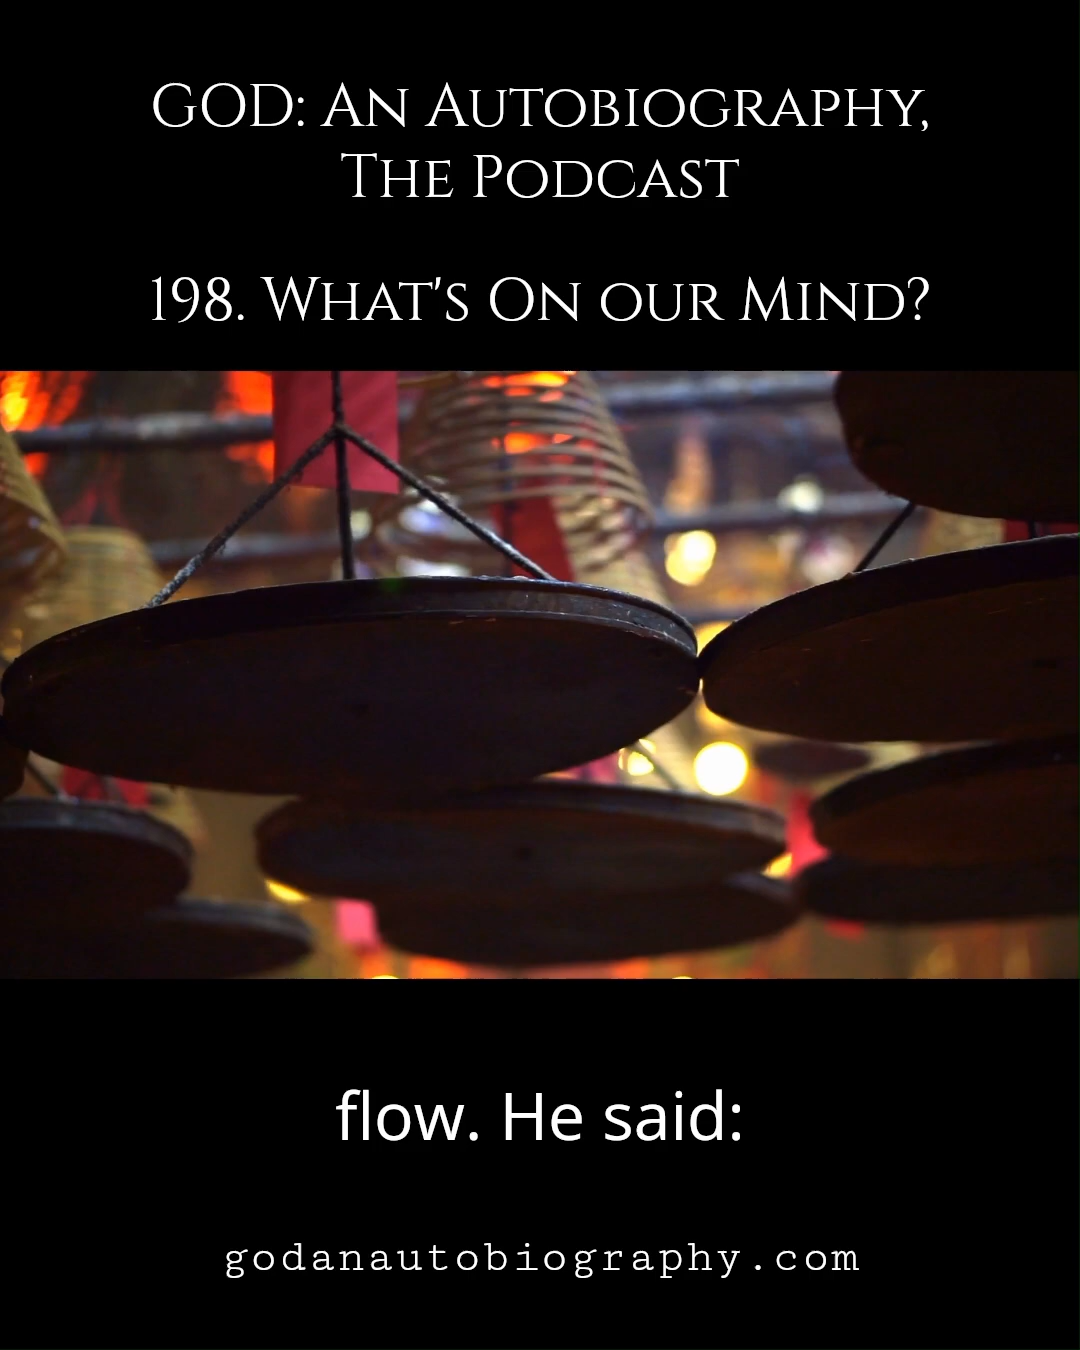 GOD: An Autobiography,
The Podcast
198. What's On our Mind?
flow. He said:
godanautobiography.com